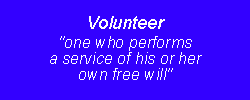 Volunteer
"one who performs
a service of his or her
own free will"